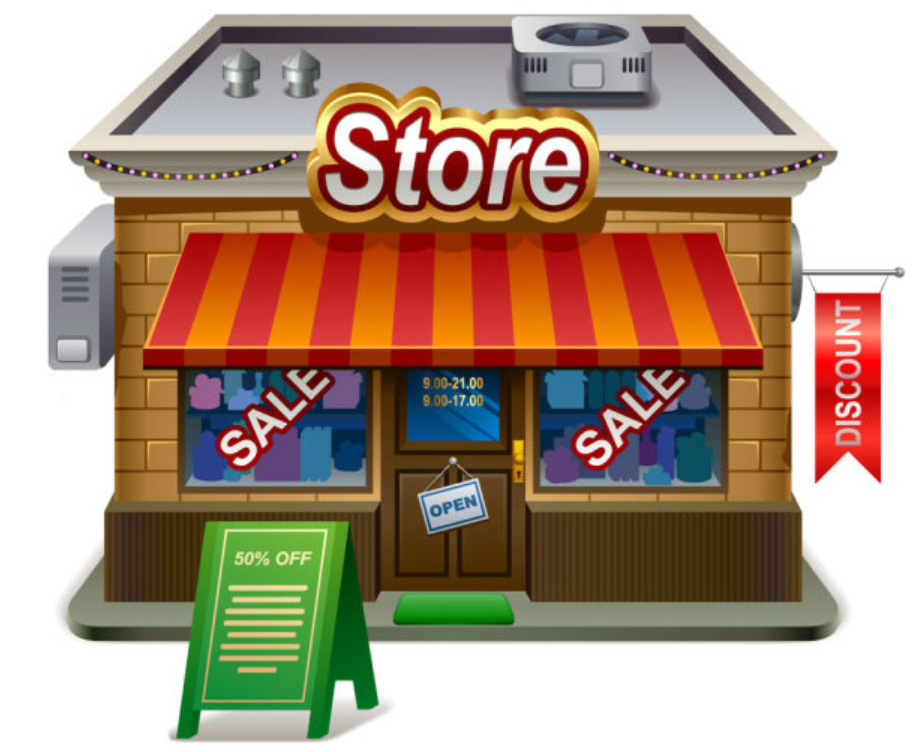 Store
DISCOUNT
9.00-21.00
9.00-17.00
SALE
SALE
OPEN
50% OFF